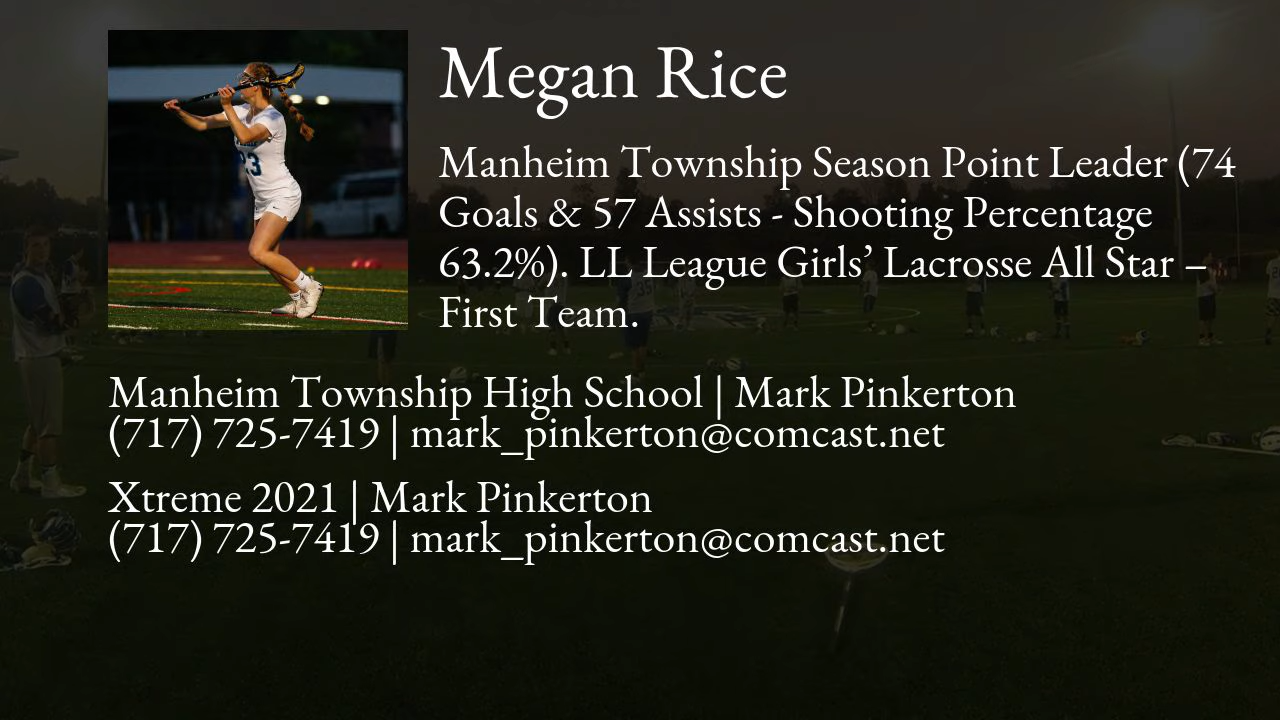 Megan Rice
Manheim Township Season Point Leader (74
Goals & 57 Assists - Shooting Percentage
63.2%). LL League Girls’ Lacrosse All Star –
First Team.
Manheim Township High School | Mark Pinkerton
(717) 725-7419 | mark_pinkerton@comcast.net
Xtreme 2021 | Mark Pinkerton
(717) 725-7419 | mark_pinkerton@comcast.net